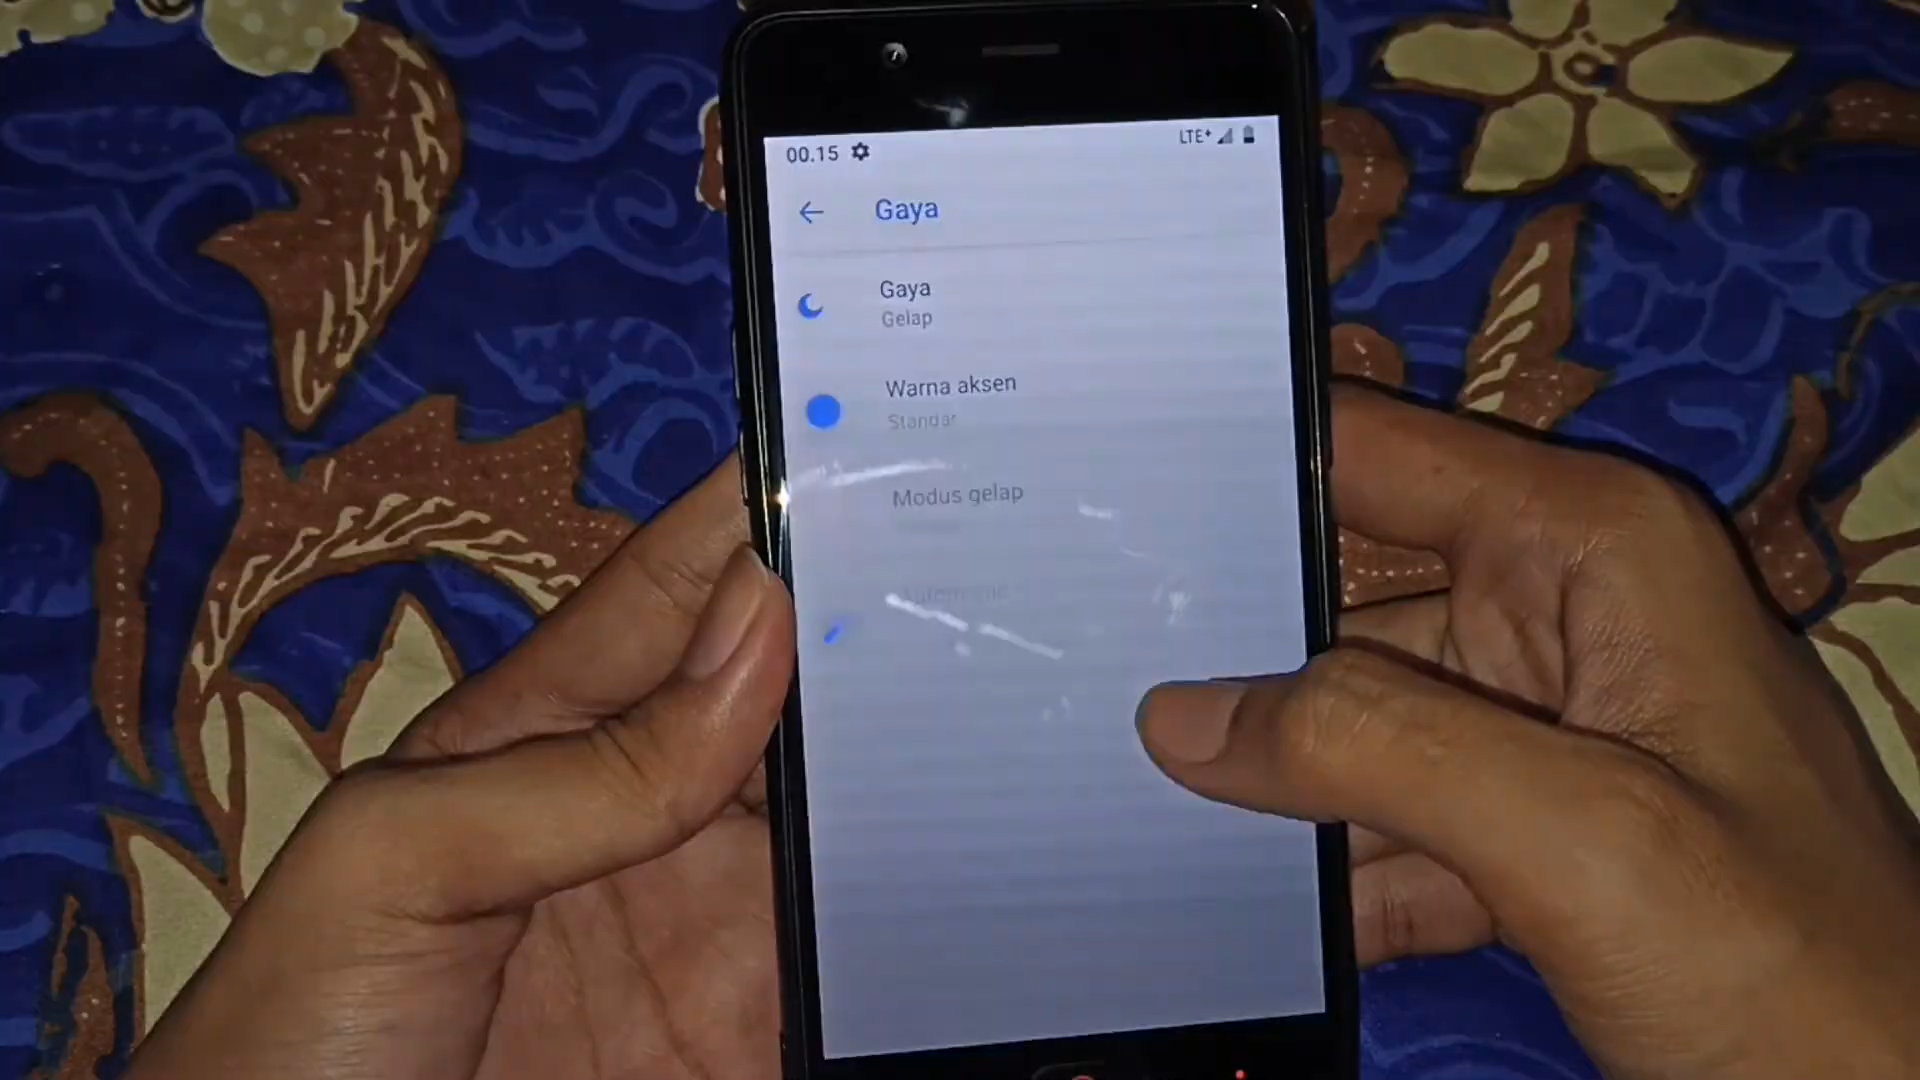 00.15
LTE+
Gaya
Gaya
Gelap
Warna aksen
Standar
Modus gelap